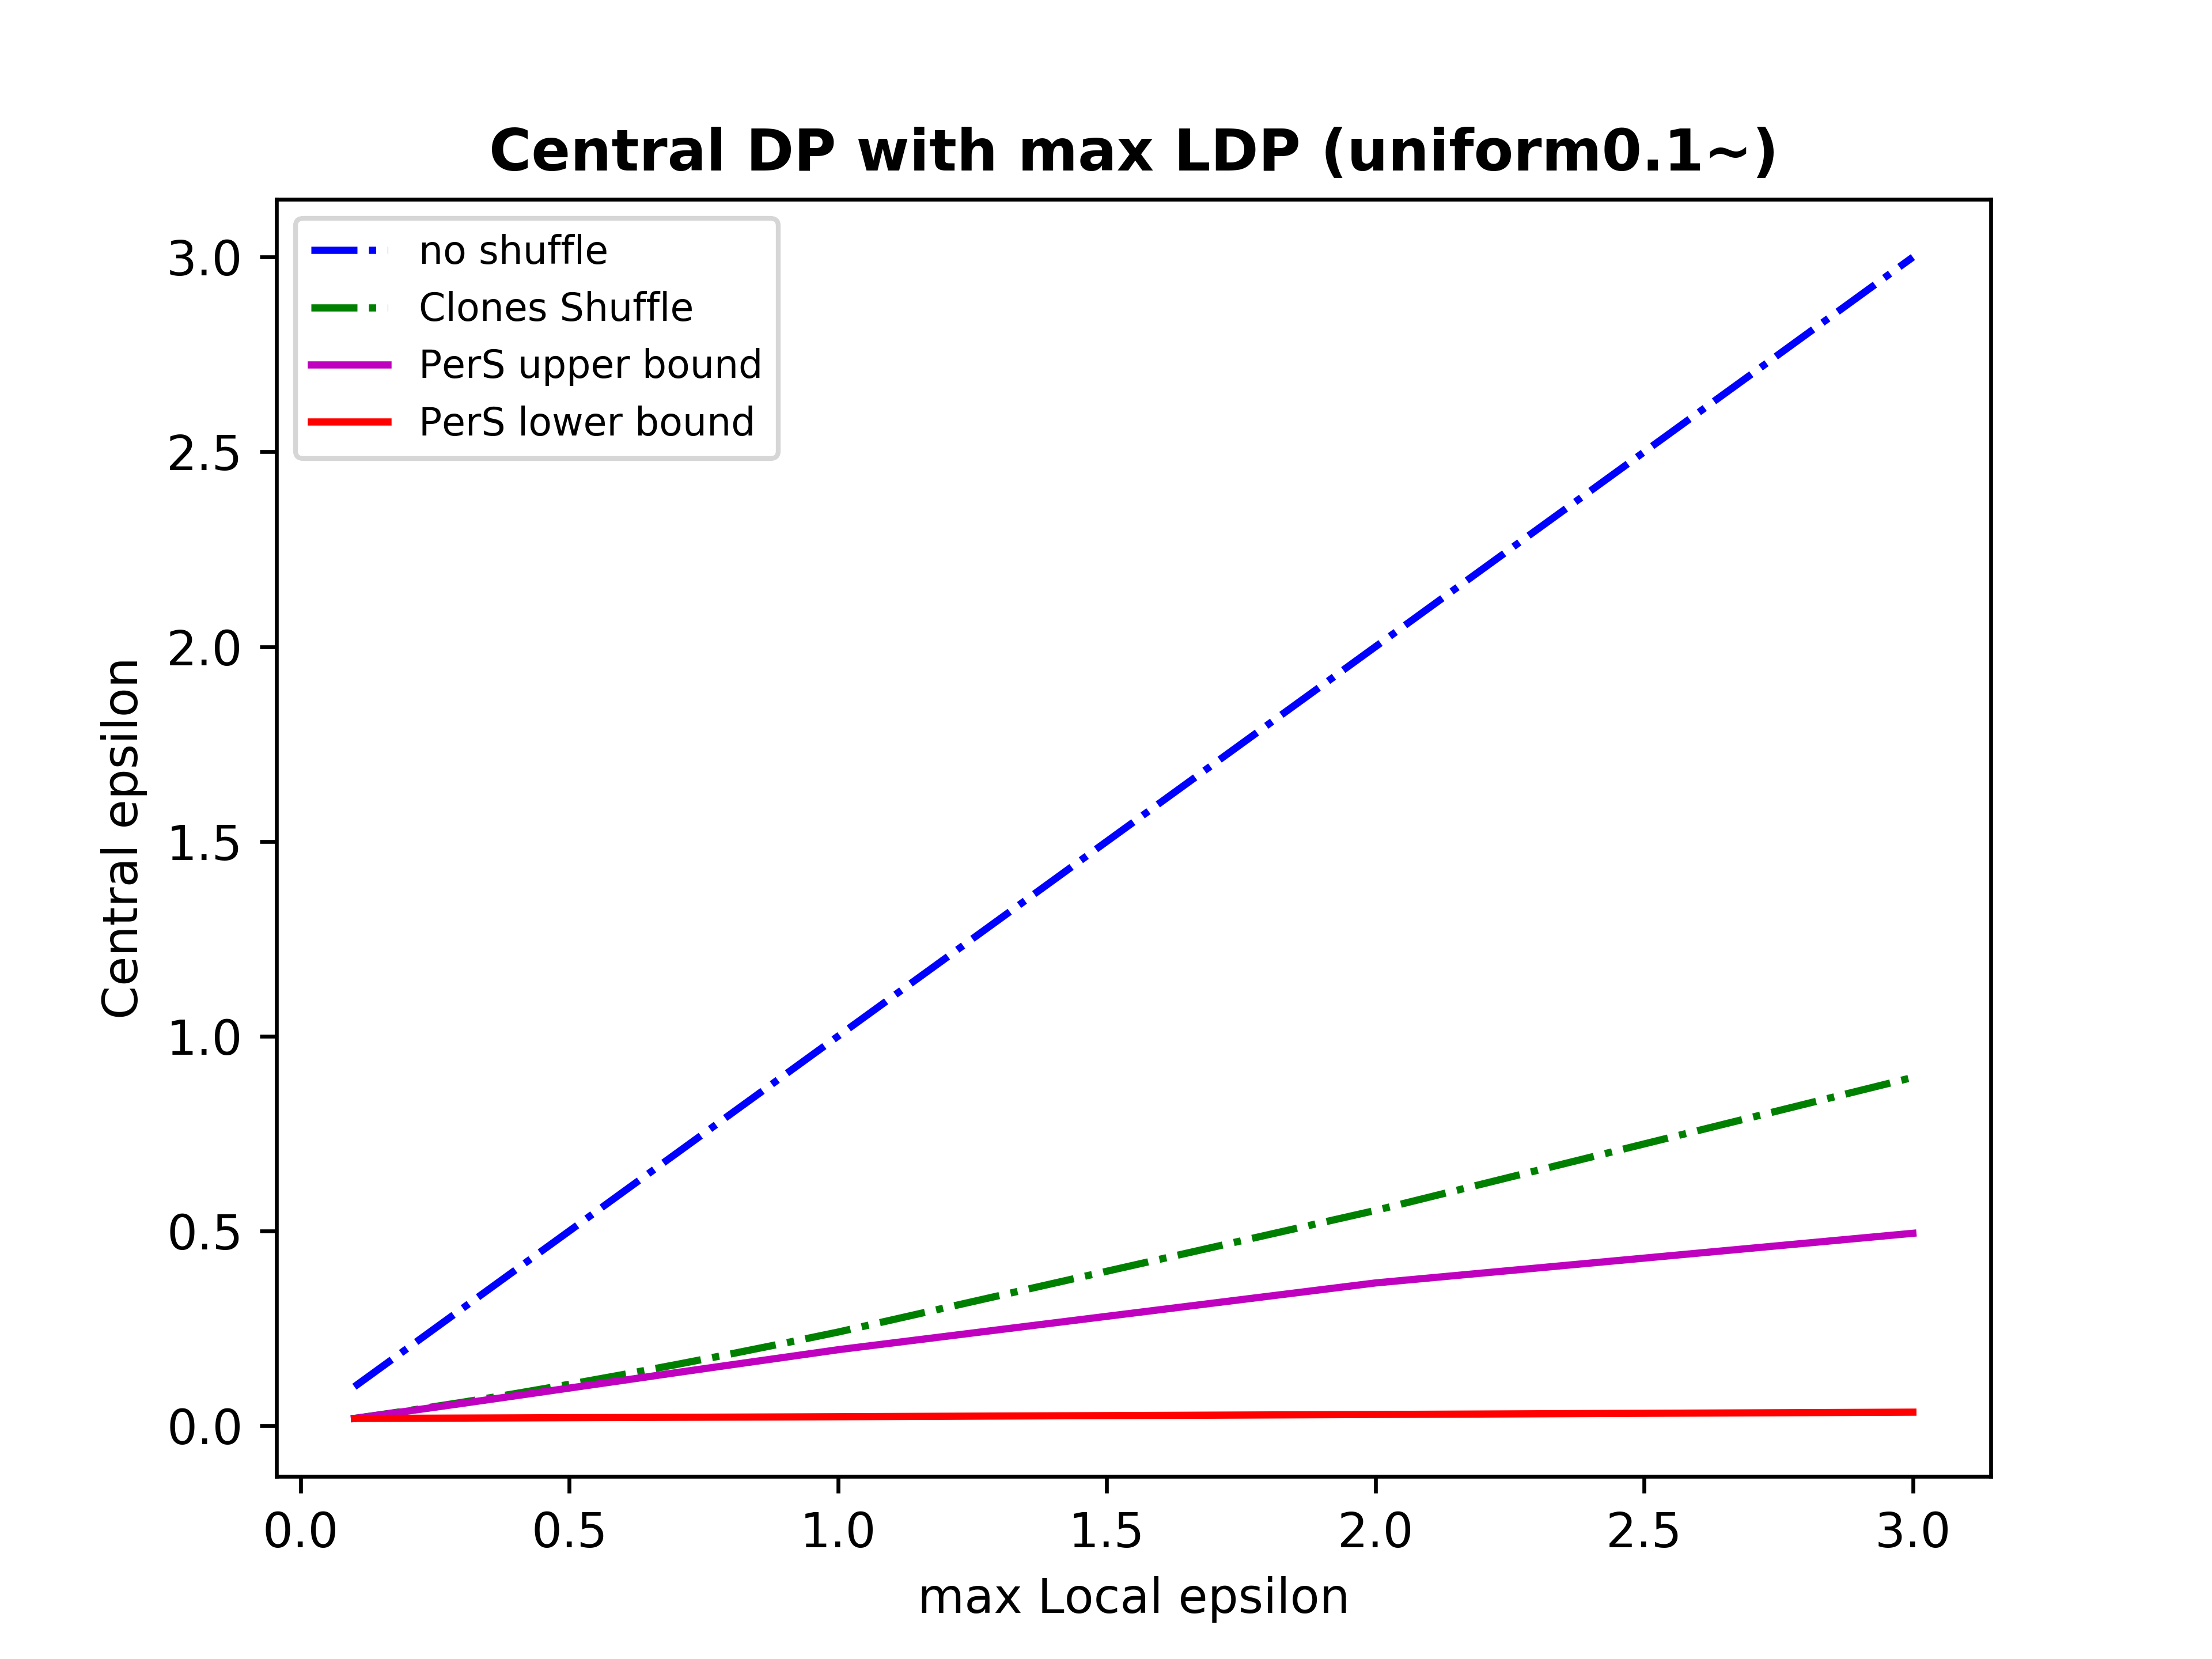 Central DP with max LDP (uniform0.1~)
no shuffle
Clones Shuffle
PerS upper bound
PerS lower bound
3.0
2.5
2.0
1.5
1.0
0.5
0.0
Central epsilon
0.0 0.5 1.0 1.5 2.0 2.5 3.0
max Local epsilon